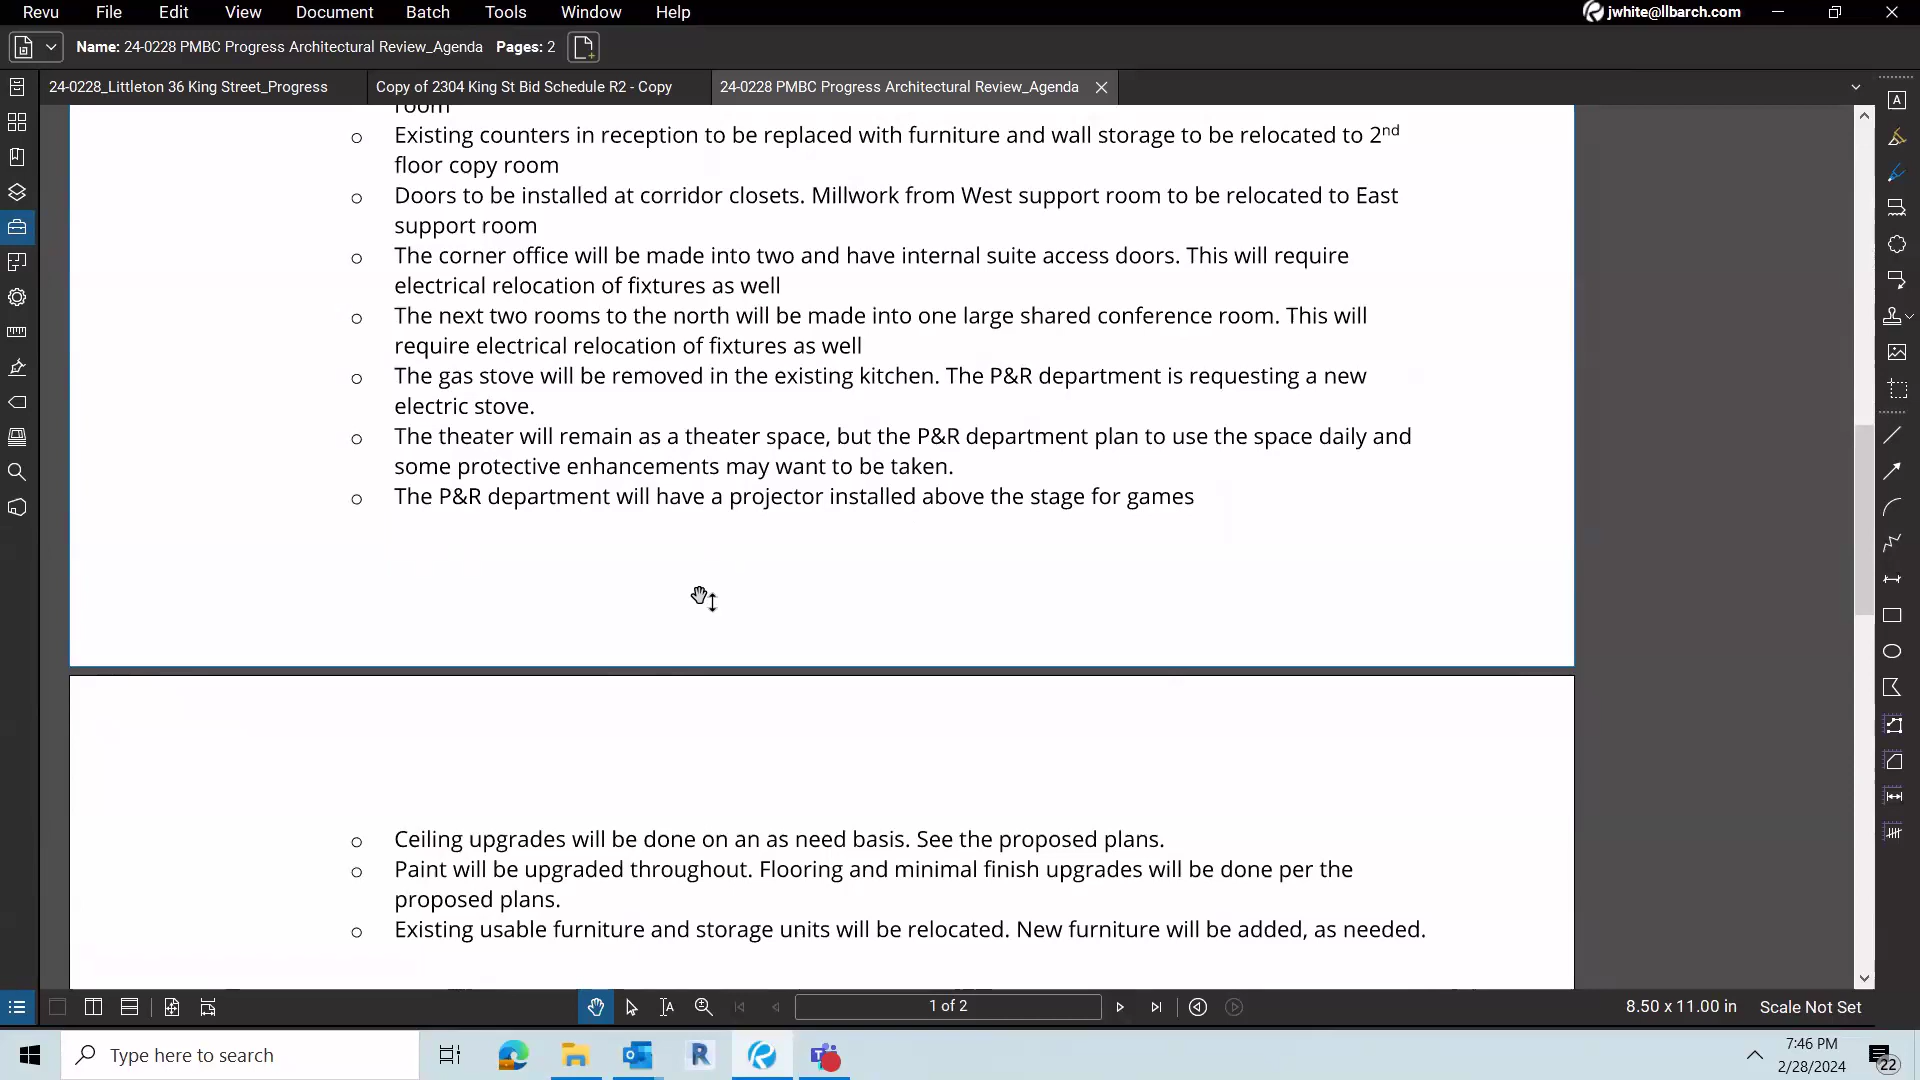 Revu File Edit View Document Batch Tools Window Help jwhite@llbarch.com
Name: 24-0228 PMBC Progress Architectural Review_Agenda Pages: 2
24-0228_Littleton 36 King Street_Progress Copy of 2304 King St Bid Schedule R2 - Copy 24-0228 PMBC Progress Architectural Review_Agenda
room
o Existing counters in reception to be replaced with furniture and wall storage to be relocated to 2nd
floor copy room
o Doors to be installed at corridor closets. Millwork from West support room to be relocated to East
support room
o The corner office will be made into two and have internal suite access doors. This will require
electrical relocation of fixtures as well
o The next two rooms to the north will be made into one large shared conference room. This will
require electrical relocation of fixtures as well
o The gas stove will be removed in the existing kitchen. The P&R department is requesting a new
electric stove.
o The theater will remain as a theater space, but the P&R department plan to use the space daily and
some protective enhancements may want to be taken.
o The P&R department will have a projector installed above the stage for games
o Ceiling upgrades will be done on an as need basis. See the proposed plans.
o Paint will be upgraded throughout. Flooring and minimal finish upgrades will be done per the
proposed plans.
o Existing usable furniture and storage units will be relocated. New furniture will be added, as needed.
1 of 2 8.50 x 11.00 in Scale Not Set
Type here to search
7:46 PM
2/28/2024
22